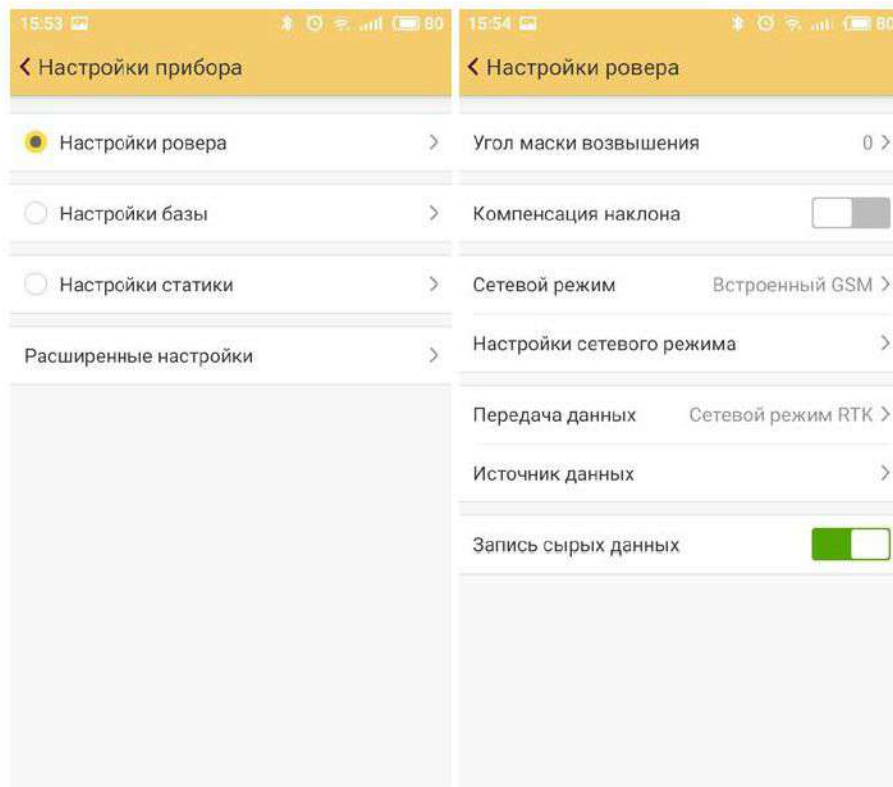 15:53 80
Настройки прибора
Настройки ровера
Настройки базы
Настройки статики
Расширенные настройки
15:54 80
Настройки ровера
Угол маски возвышения 0
Компенсация наклона
Сетевой режим Встроенный GSM
Настройки сетевого режима
Передача данных Сетевой режим RTK
Источник данных
Запись сырых данных